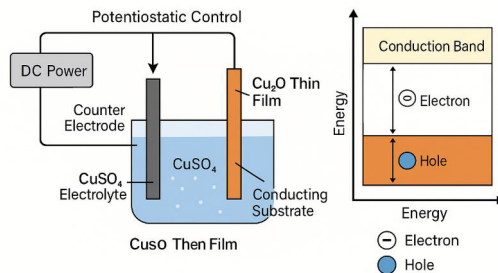 Potentiostatic Control
DC Power
Counter
Electrode
CuSO₄
Electrolyte
CuSO₄
Cu₂O Thin
Film
Conducting
Substrate
CusO Then Film
Energy
Conduction Band
Electron
Hole
Energy
Electron
Hole